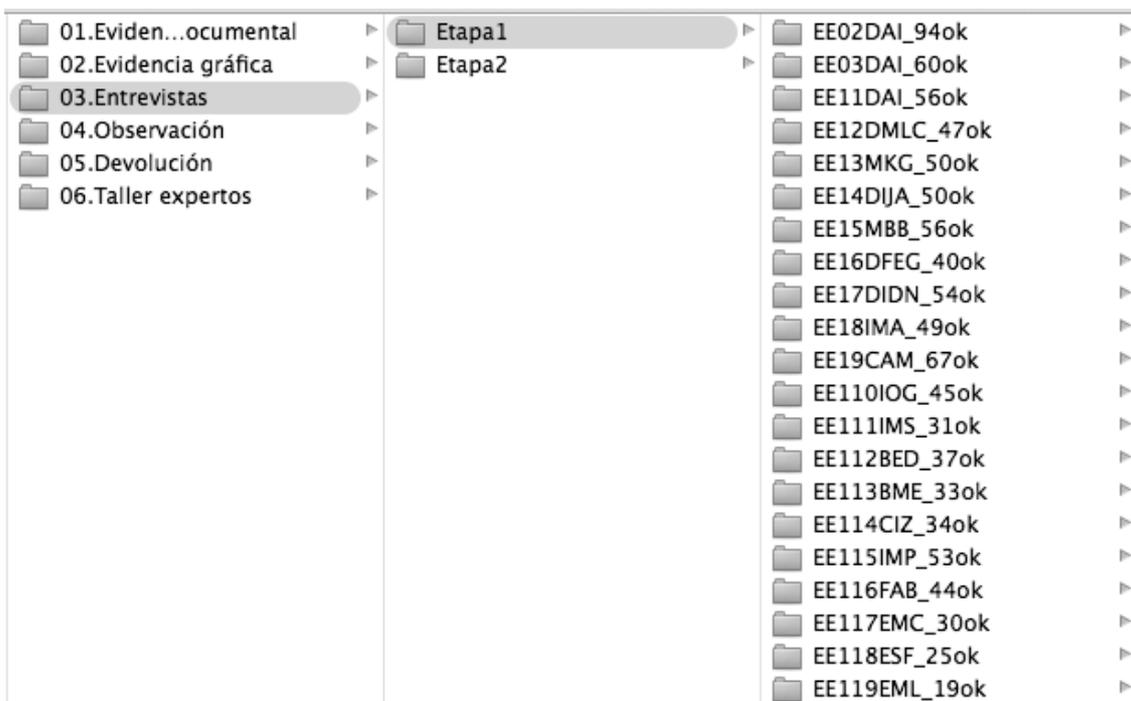 01.Eviden...ocumental
02.Evidencia gráfica
03.Entrevistas
04.Observación
05.Devolución
06.Taller expertos
Etapa1
Etapa2
EE02DAI_94ok
EE03DAI_60ok
EE11DAI_56ok
EE12DMLC_47ok
EE13MKG_50ok
EE14DIJA_50ok
EE15MBB_56ok
EE16DFEG_40ok
EE17DIDN_54ok
EE18IMA_49ok
EE19CAM_67ok
EE110IOG_45ok
EE111IMS_31ok
EE112BED_37ok
EE113BME_33ok
EE114CIZ_34ok
EE115IMP_53ok
EE116FAB_44ok
EE117EMC_30ok
EE118ESF_25ok
EE119EML_19ok